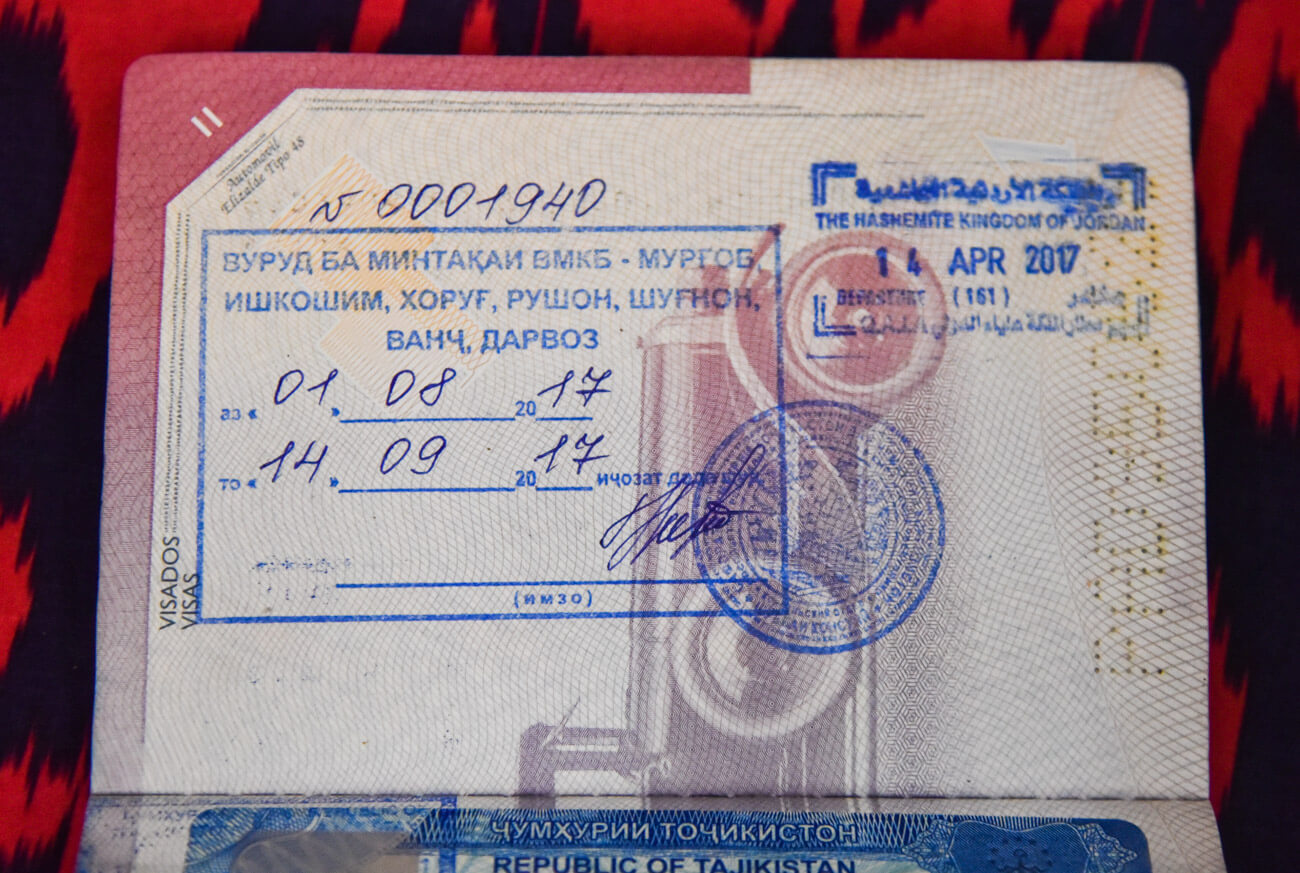 Automovil
Elizalde Tipo 48
№ 0001940
ВУРУД БА МИНТАҚАИ ВМКБ - МУРҒОБ,
ИШКОШИМ, ХОРУҒ, РУШОН, ШУҒНОН,
ВАНҶ, ДАРВОЗ
аз « 01 » 08 20 17
то « 14 » 09 20 17 иҷозат дода шуд
(имзо)
THE HASHEMITE KINGDOM OF JORDAN
14 APR 2017
DEPARTURE (161)
Q.A.I.A
VISADOS
VISAS
ҶУМҲУРИИ ТОҶИКИСТОН
REPUBLIC OF TAJIKISTAN